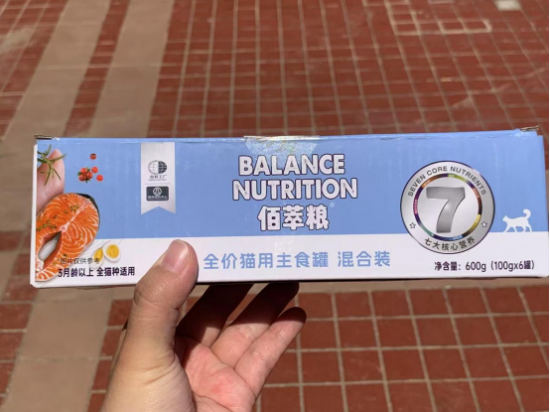 BALANCE
NUTRITION
佰萃粮
全价猫用主食罐 混合装
SEVEN CORE NUTRIENTS
7
七大核心营养
净含量：600g (100gx6罐)
3月龄以上 全猫种适用